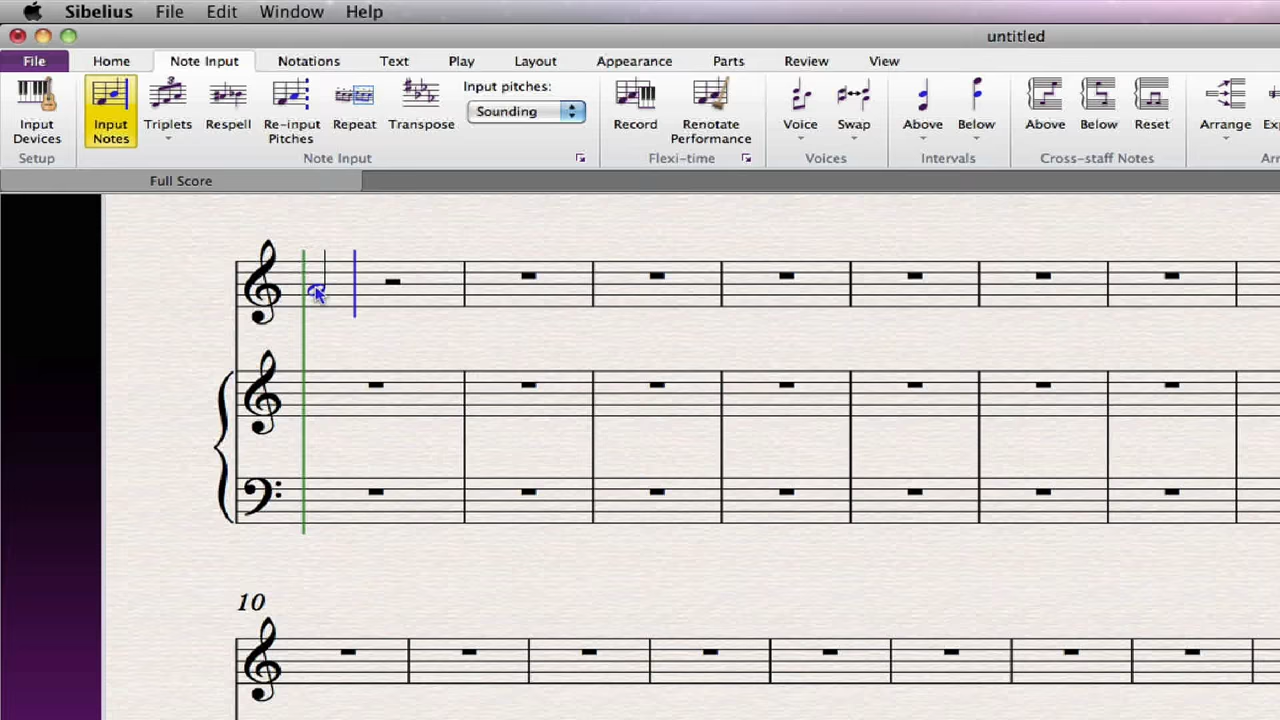 Sibelius File Edit Window Help
untitled
File Home Note Input Notations Text Play Layout Appearance Parts Review View
Input Devices
Setup
Input Notes
Triplets
Respell
Re-input Pitches
Repeat
Transpose
Input pitches:
Sounding
Note Input
Record
Renotate Performance
Flexi-time
Voice
Swap
Voices
Above
Below
Intervals
Above
Below
Reset
Cross-staff Notes
Arrange
Full Score
10